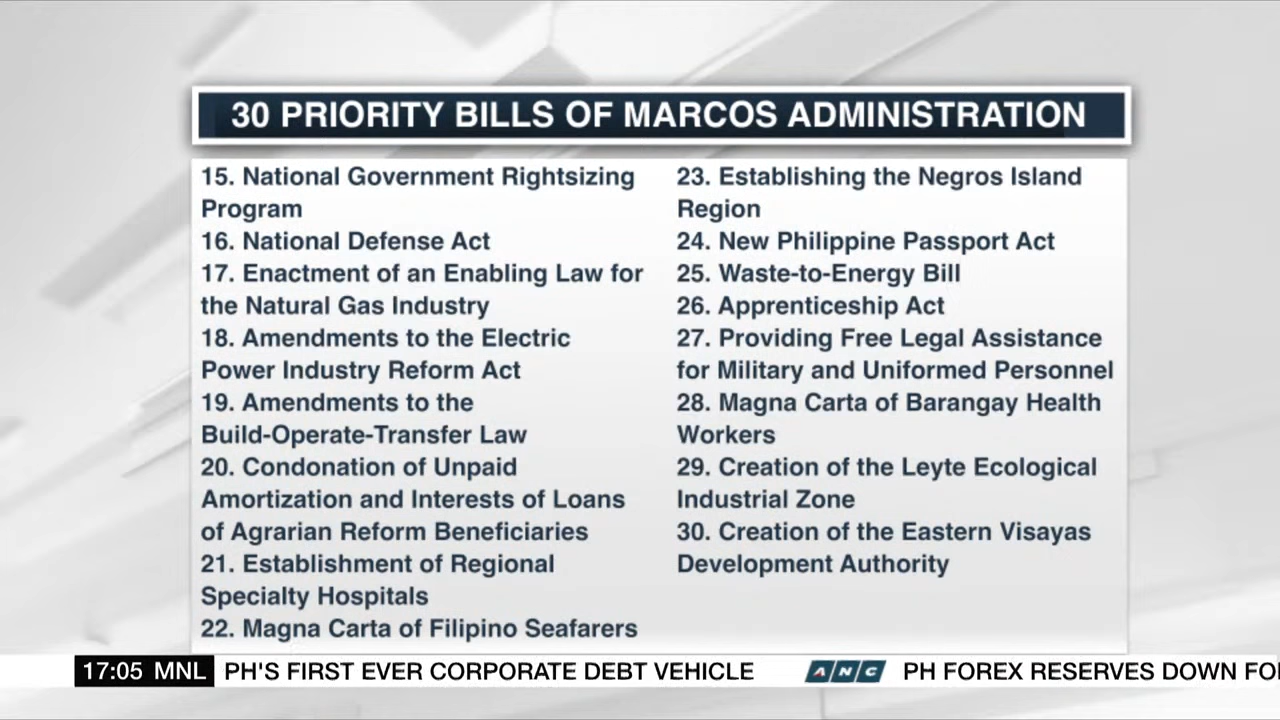 30 PRIORITY BILLS OF MARCOS ADMINISTRATION
15. National Government Rightsizing
Program
16. National Defense Act
17. Enactment of an Enabling Law for
the Natural Gas Industry
18. Amendments to the Electric
Power Industry Reform Act
19. Amendments to the
Build-Operate-Transfer Law
20. Condonation of Unpaid
Amortization and Interests of Loans
of Agrarian Reform Beneficiaries
21. Establishment of Regional
Specialty Hospitals
22. Magna Carta of Filipino Seafarers
23. Establishing the Negros Island
Region
24. New Philippine Passport Act
25. Waste-to-Energy Bill
26. Apprenticeship Act
27. Providing Free Legal Assistance
for Military and Uniformed Personnel
28. Magna Carta of Barangay Health
Workers
29. Creation of the Leyte Ecological
Industrial Zone
30. Creation of the Eastern Visayas
Development Authority
17:05 MNL PH'S FIRST EVER CORPORATE DEBT VEHICLE ANC PH FOREX RESERVES DOWN